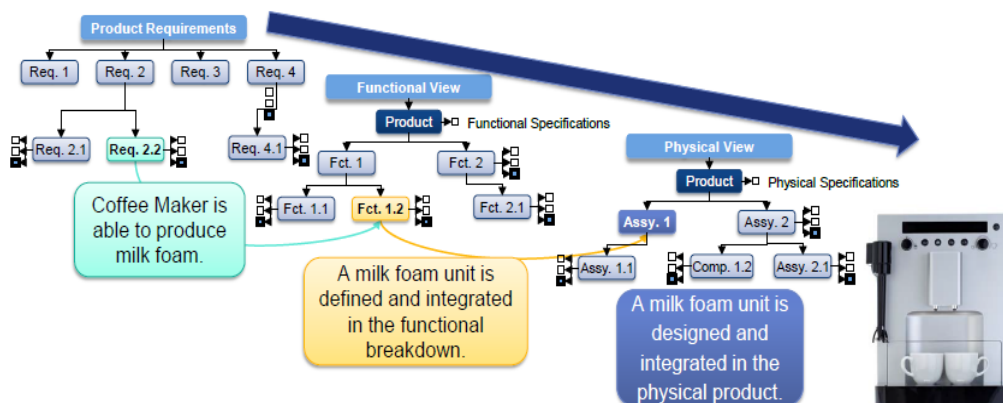 Product Requirements
Req. 1
Req. 2
Req. 3
Req. 4
Req. 2.1
Req. 2.2
Req. 4.1
Coffee Maker is
able to produce
milk foam.
Functional View
Product
Functional Specifications
Fct. 1
Fct. 2
Fct. 1.1
Fct. 1.2
Fct. 2.1
A milk foam unit is
defined and integrated
in the functional
breakdown.
Physical View
Product
Physical Specifications
Assy. 1
Assy. 2
Assy. 1.1
Comp. 1.2
Assy. 2.1
A milk foam unit is
designed and
integrated in the
physical product.